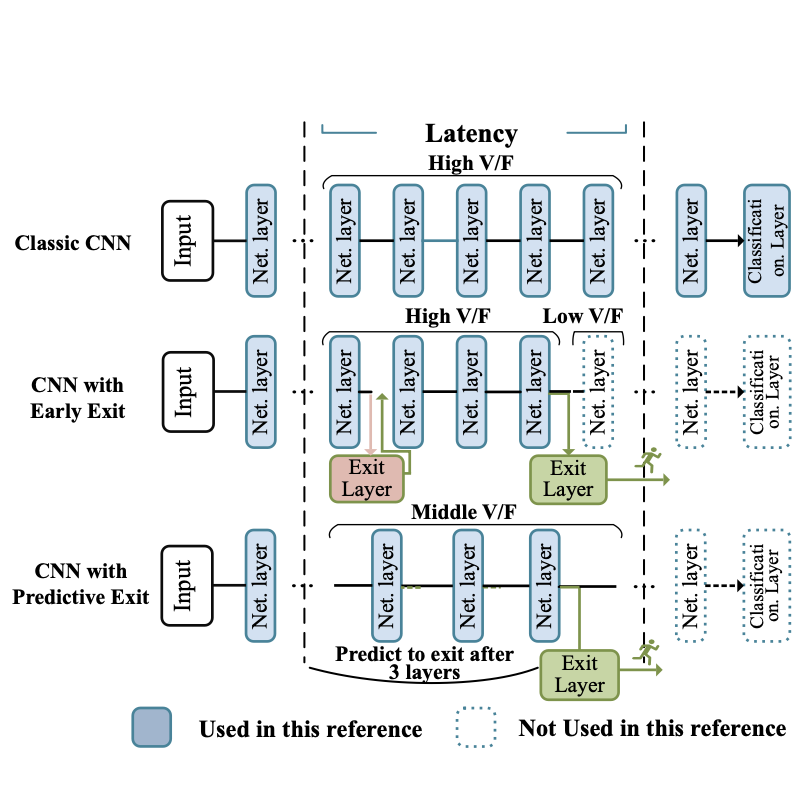 Latency
High V/F
Classic CNN
Input
Net. layer
Net. layer
Net. layer
Net. layer
Net. layer
Net. layer
Net. layer
Classificati
on. Layer
High V/F
Low V/F
CNN with
Early Exit
Input
Net. layer
Net. layer
Net. layer
Net. layer
Net. layer
Net. layer
Net. layer
Classificati
on. Layer
Exit
Layer
Exit
Layer
Middle V/F
CNN with
Predictive Exit
Input
Net. layer
Net. layer
Net. layer
Net. layer
Net. layer
Classificati
on. Layer
Predict to exit after
3 layers
Exit
Layer
Used in this reference
Not Used in this reference